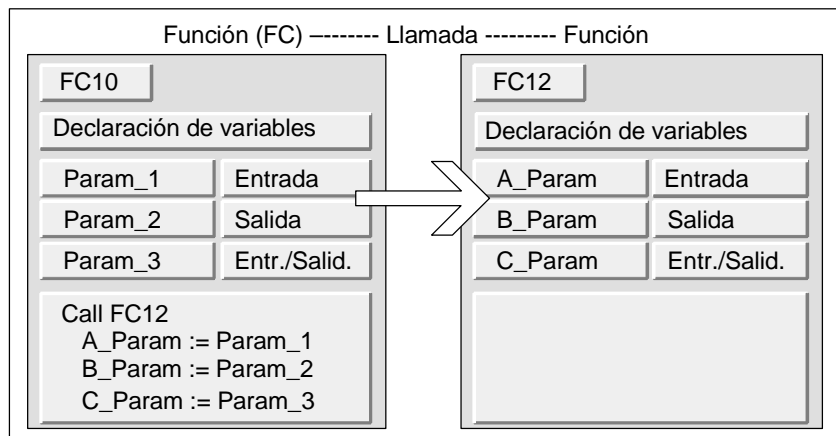 Función (FC) –------- Llamada --------- Función
FC10
Declaración de variables
Param_1 Entrada
Param_2 Salida
Param_3 Entr./Salid.
Call FC12
A_Param := Param_1
B_Param := Param_2
C_Param := Param_3
FC12
Declaración de variables
A_Param Entrada
B_Param Salida
C_Param Entr./Salid.